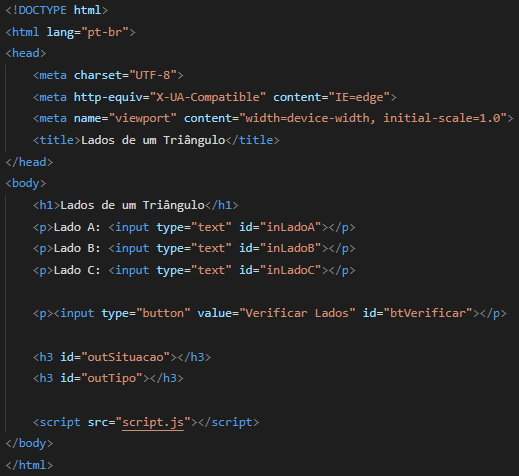 <!DOCTYPE html>
<html lang="pt-br">
<head>
    <meta charset="UTF-8">
    <meta http-equiv="X-UA-Compatible" content="IE=edge">
    <meta name="viewport" content="width=device-width, initial-scale=1.0">
    <title>Lados de um Triângulo</title>
</head>
<body>
    <h1>Lados de um Triângulo</h1>
    <p>Lado A: <input type="text" id="inLadoA"></p>
    <p>Lado B: <input type="text" id="inLadoB"></p>
    <p>Lado C: <input type="text" id="inLadoC"></p>

    <p><input type="button" value="Verificar Lados" id="btVerificar"></p>

    <h3 id="outSituacao"></h3>
    <h3 id="outTipo"></h3>

    <script src="script.js"></script>
</body>
</html>